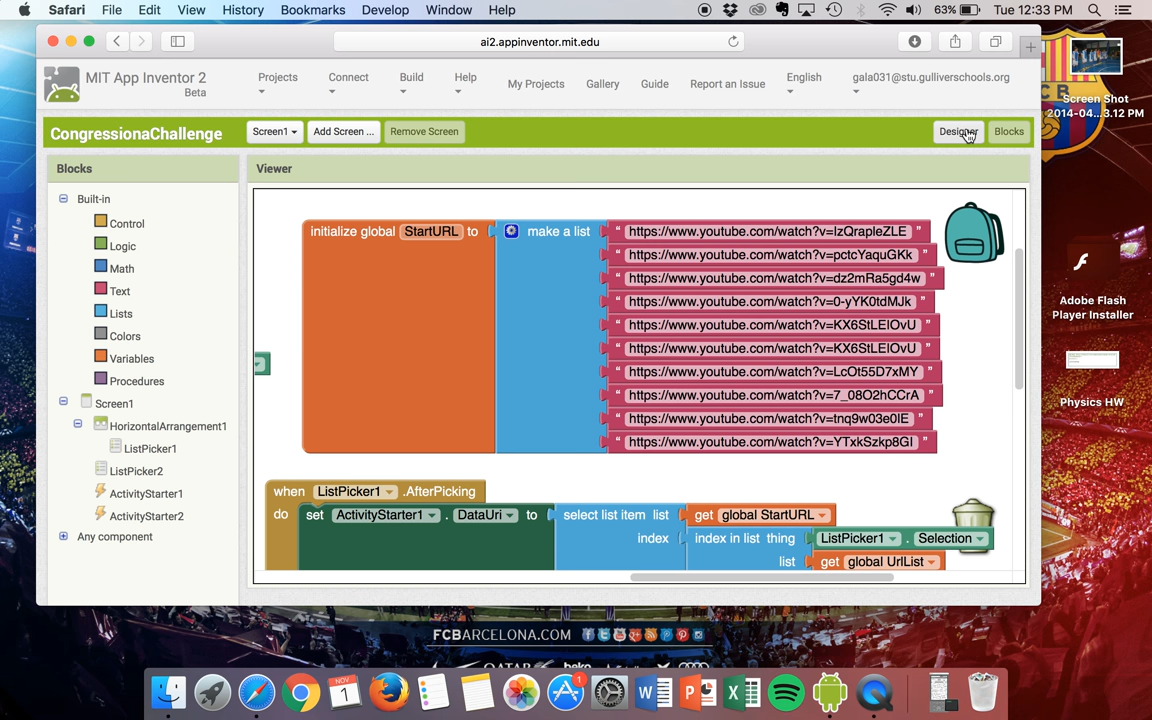 Safari File Edit View History Bookmarks Develop Window Help 63% Tue 12:33 PM
ai2.appinventor.mit.edu
MIT App Inventor 2
Beta
Projects Connect Build Help My Projects Gallery Guide Report an Issue English gala031@stu.gulliverschools.org
CongressionaChallenge Screen1 Add Screen ... Remove Screen Designer Blocks
Blocks
Viewer
Built-in
Control
Logic
Math
Text
Lists
Colors
Variables
Procedures
Screen1
HorizontalArrangement1
ListPicker1
ListPicker2
ActivityStarter1
ActivityStarter2
Any component
initialize global StartURL to make a list " https://www.youtube.com/watch?v=lzQrapleZLE "
" https://www.youtube.com/watch?v=pctcYaquGKk "
" https://www.youtube.com/watch?v=dz2mRa5gd4w "
" https://www.youtube.com/watch?v=0-yYK0tdMJk "
" https://www.youtube.com/watch?v=KX6StLElOvU "
" https://www.youtube.com/watch?v=KX6StLElOvU "
" https://www.youtube.com/watch?v=LcOt55D7xMY "
" https://www.youtube.com/watch?v=7_08O2hCCrA "
" https://www.youtube.com/watch?v=tnq9w03e0lE "
" https://www.youtube.com/watch?v=YTxkSzkp8GI "
when ListPicker1 .AfterPicking
do set ActivityStarter1 . DataUri to select list item list get global StartURL
index index in list thing ListPicker1 . Selection
list get global UrlList
Screen Shot
2014-04...3.12 PM
Adobe Flash
Player Installer
Physics HW
FCBARCELONA.COM
NOV
1
1